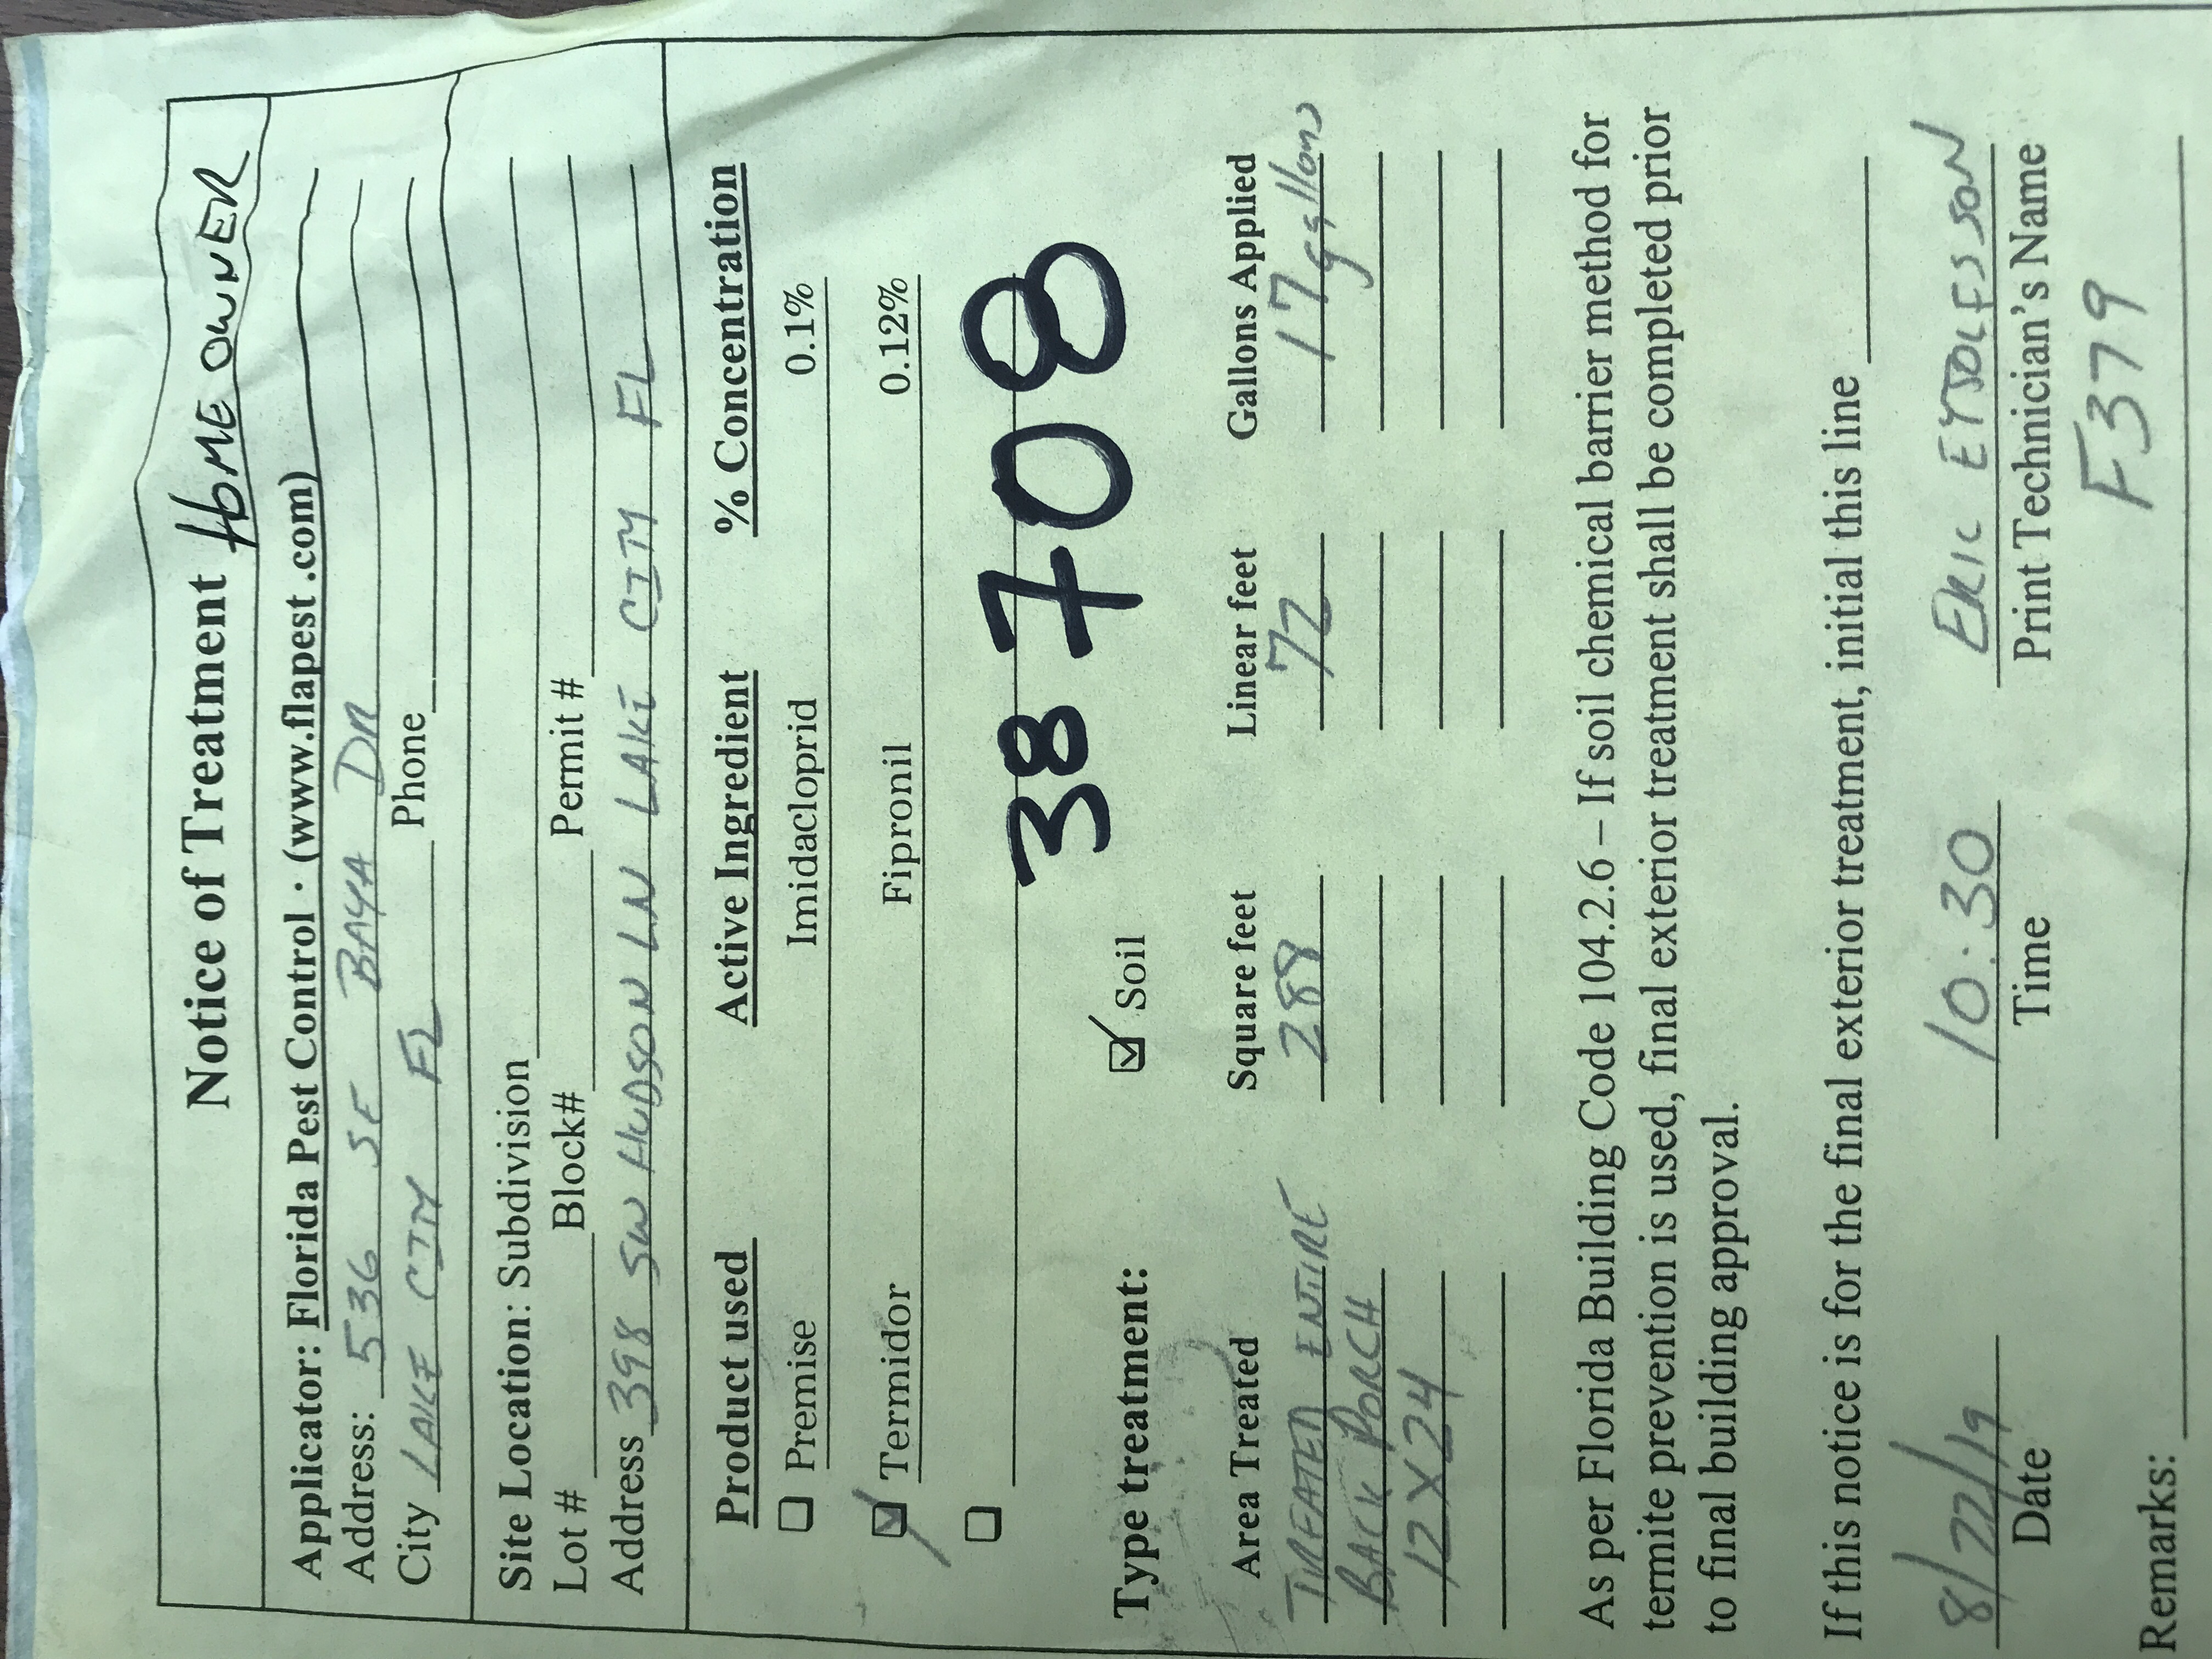 Notice of Treatment HOMEOWNER
Applicator: Florida Pest Control · (www.flapest.com)
Address: 536 SE BAYA DR
City LAKE CITY FL Phone
Site Location: Subdivision
Lot # Block# Permit #
Address 398 SW HUDSON LN LAKE CITY FL
Product used Active Ingredient % Concentration
Premise Imidacloprid 0.1%
Termidor Fipronil 0.12%
38708
Type treatment: Soil
Area Treated Square feet Linear feet Gallons Applied
TREATED ENTIRE 288 72 17 gallons
BACK PORCH
12 X 24
As per Florida Building Code 104.2.6 – If soil chemical barrier method for
termite prevention is used, final exterior treatment shall be completed prior
to final building approval.
If this notice is for the final exterior treatment, initial this line
8/22/19 10:30 ERIC
Date Time Print Technician's Name
F379
Remarks: